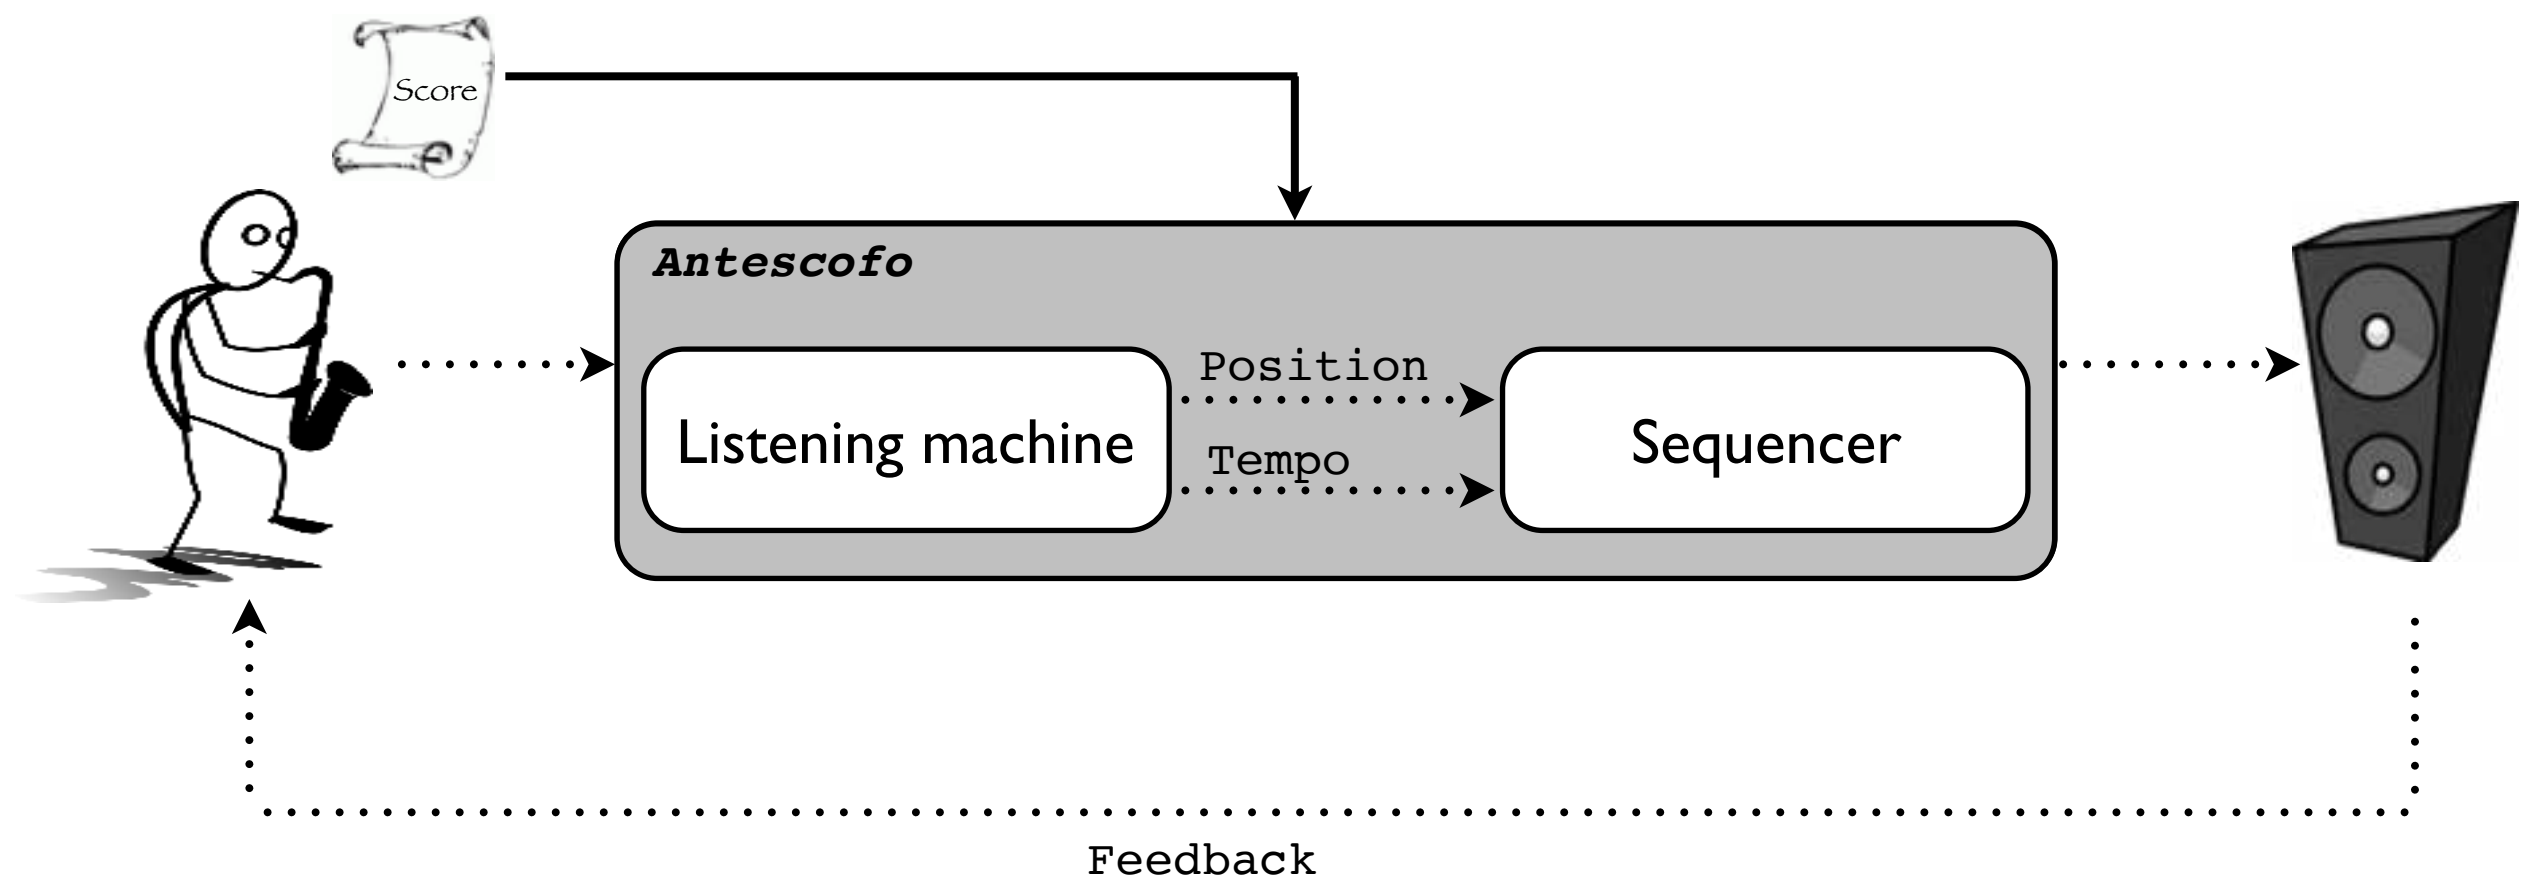 Score
Antescofo
Position
Listening machine
Tempo
Sequencer
Feedback